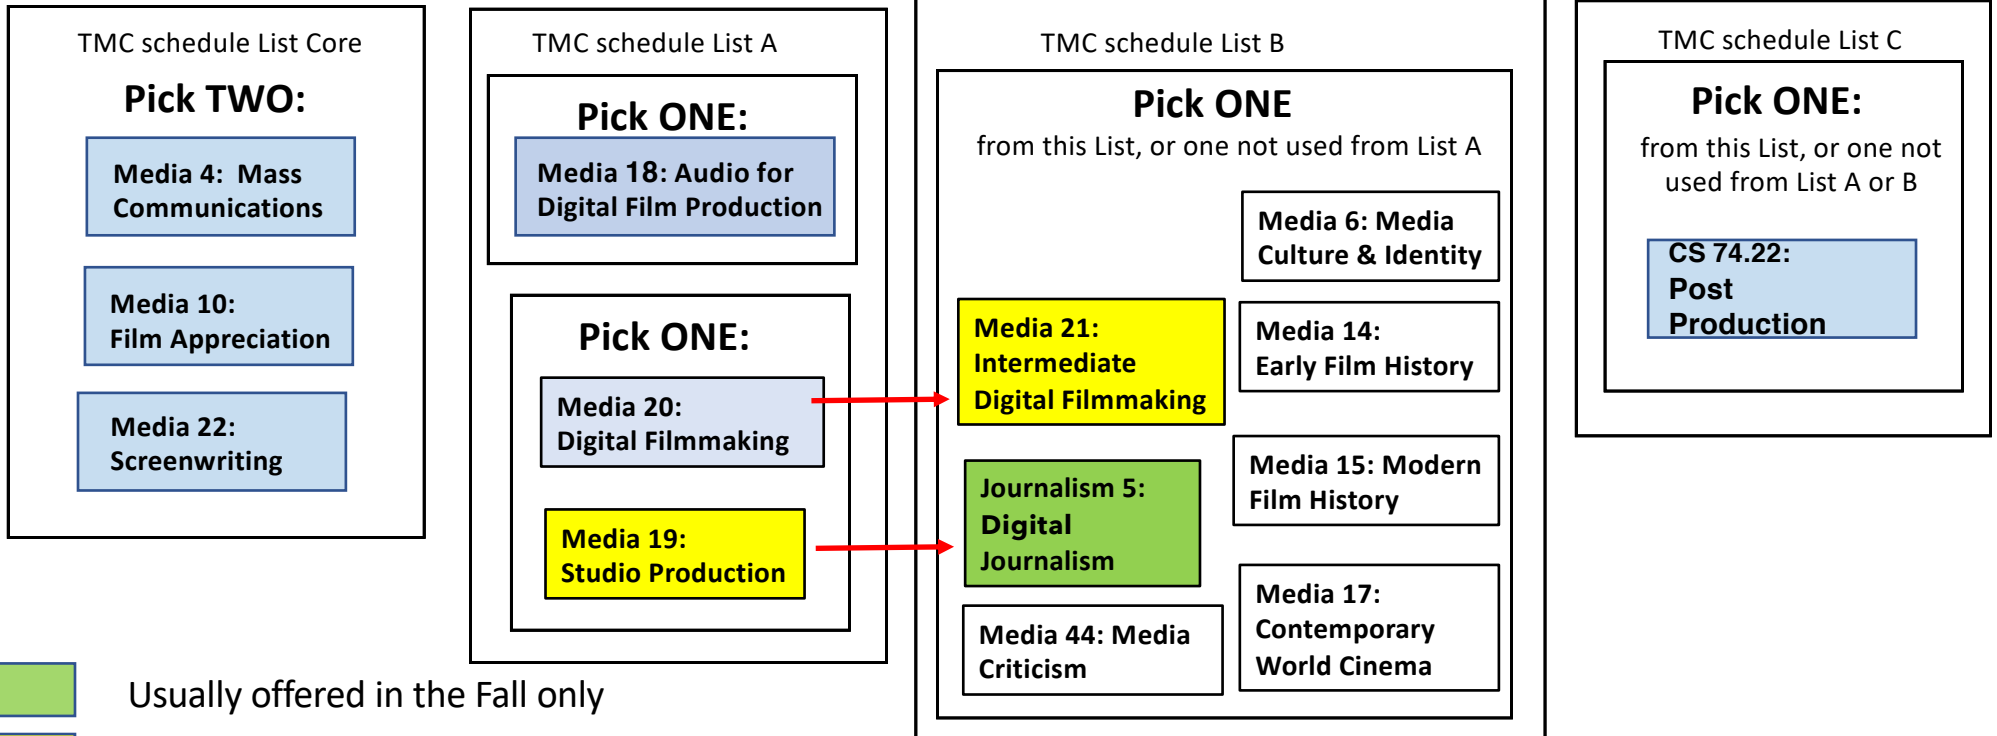 TMC schedule List Core
Pick TWO:
Media 4:  Mass
Communications
Media 10:
Film Appreciation
Media 22:
Screenwriting
TMC schedule List A
Pick ONE:
Media 18: Audio for
Digital Film Production
Pick ONE:
Media 20:
Digital Filmmaking
Media 19:
Studio Production
TMC schedule List B
Pick ONE
from this List, or one not used from List A
Media 21:
Intermediate
Digital Filmmaking
Journalism 5:
Digital
Journalism
Media 44: Media
Criticism
Media 6: Media
Culture & Identity
Media 14:
Early Film History
Media 15: Modern
Film History
Media 17:
Contemporary
World Cinema
TMC schedule List C
Pick ONE:
from this List, or one not
used from List A or B
CS 74.22:
Post
Production
Usually offered in the Fall only